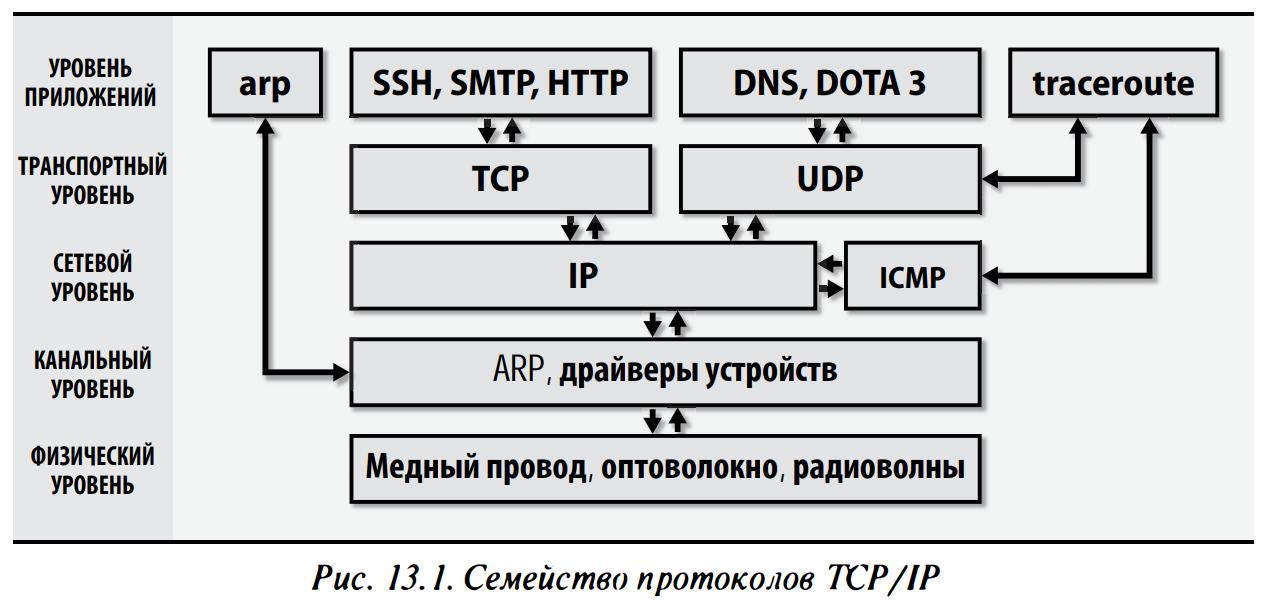 УРОВЕНЬ
ПРИЛОЖЕНИЙ
arp
SSH, SMTP, HTTP
DNS, DOTA 3
traceroute
ТРАНСПОРТНЫЙ
УРОВЕНЬ
TCP
UDP
СЕТЕВОЙ
УРОВЕНЬ
IP
ICMP
КАНАЛЬНЫЙ
УРОВЕНЬ
ARP, драйверы устройств
ФИЗИЧЕСКИЙ
УРОВЕНЬ
Медный провод, оптоволокно, радиоволны
Рис. 13.1. Семейство протоколов TCP/IP